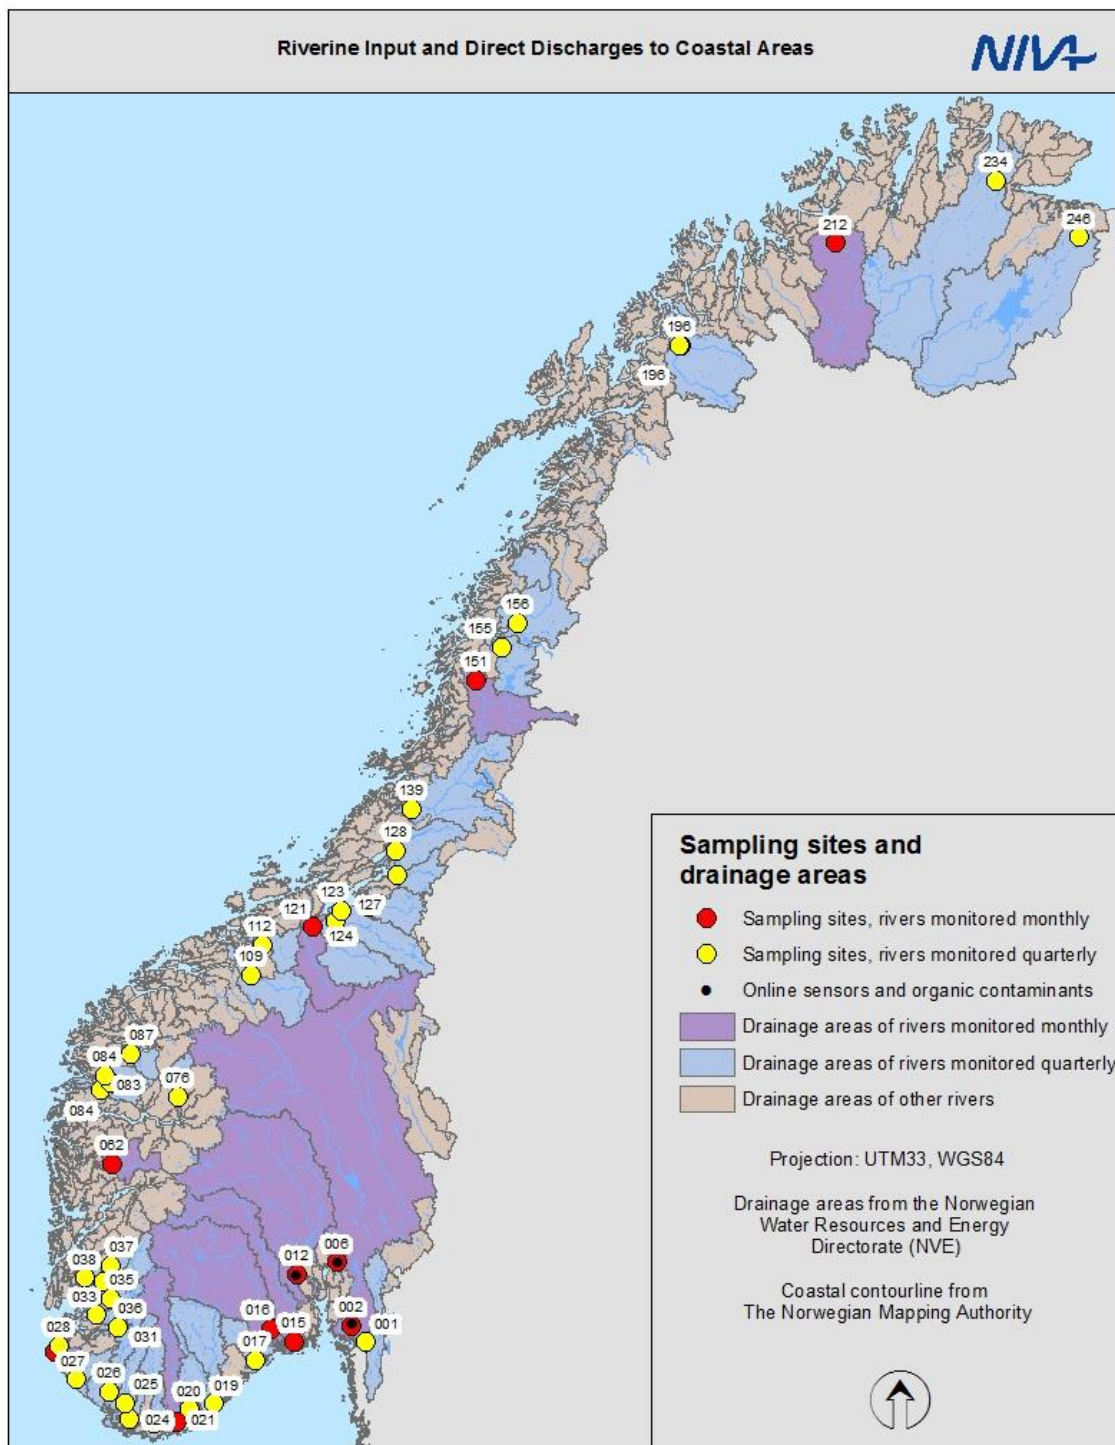 Riverine Input and Direct Discharges to Coastal Areas
NIVA
234
246
212
196
196
156
155
151
139
128
123
127
121
124
112
109
087
084
076
083
084
062
037
038
035
033
036
028
031
027
026
025
024
020
019
021
012
006
016
015
002
001
017
Sampling sites and
drainage areas
Sampling sites, rivers monitored monthly
Sampling sites, rivers monitored quarterly
Online sensors and organic contaminants
Drainage areas of rivers monitored monthly
Drainage areas of rivers monitored quarterly
Drainage areas of other rivers
Projection: UTM33, WGS84
Drainage areas from the Norwegian
Water Resources and Energy
Directorate (NVE)
Coastal contourline from
The Norwegian Mapping Authority